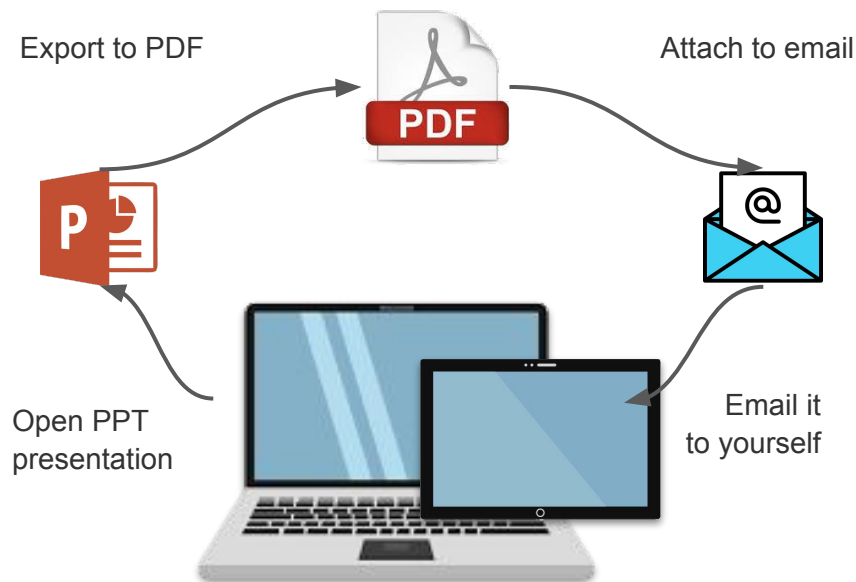 Export to PDF
Attach to email
PDF
P
@
Open PPT
presentation
Email it
to yourself